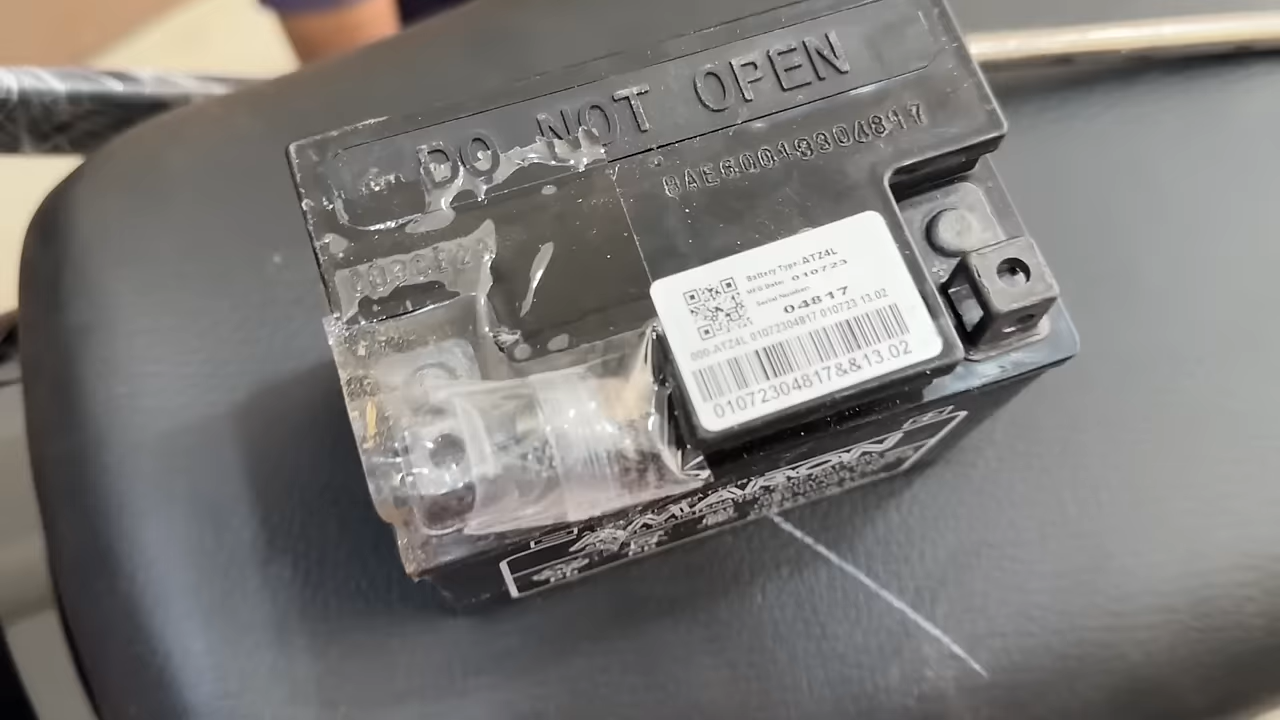 DO NOT OPEN
8AE60019304817
Battery Type: ATZ4L
MFG Date: 010723
Serial Number:
04817
000-ATZ4L 01072304817 010723 13.02
01072304817&&13.02
AMARON